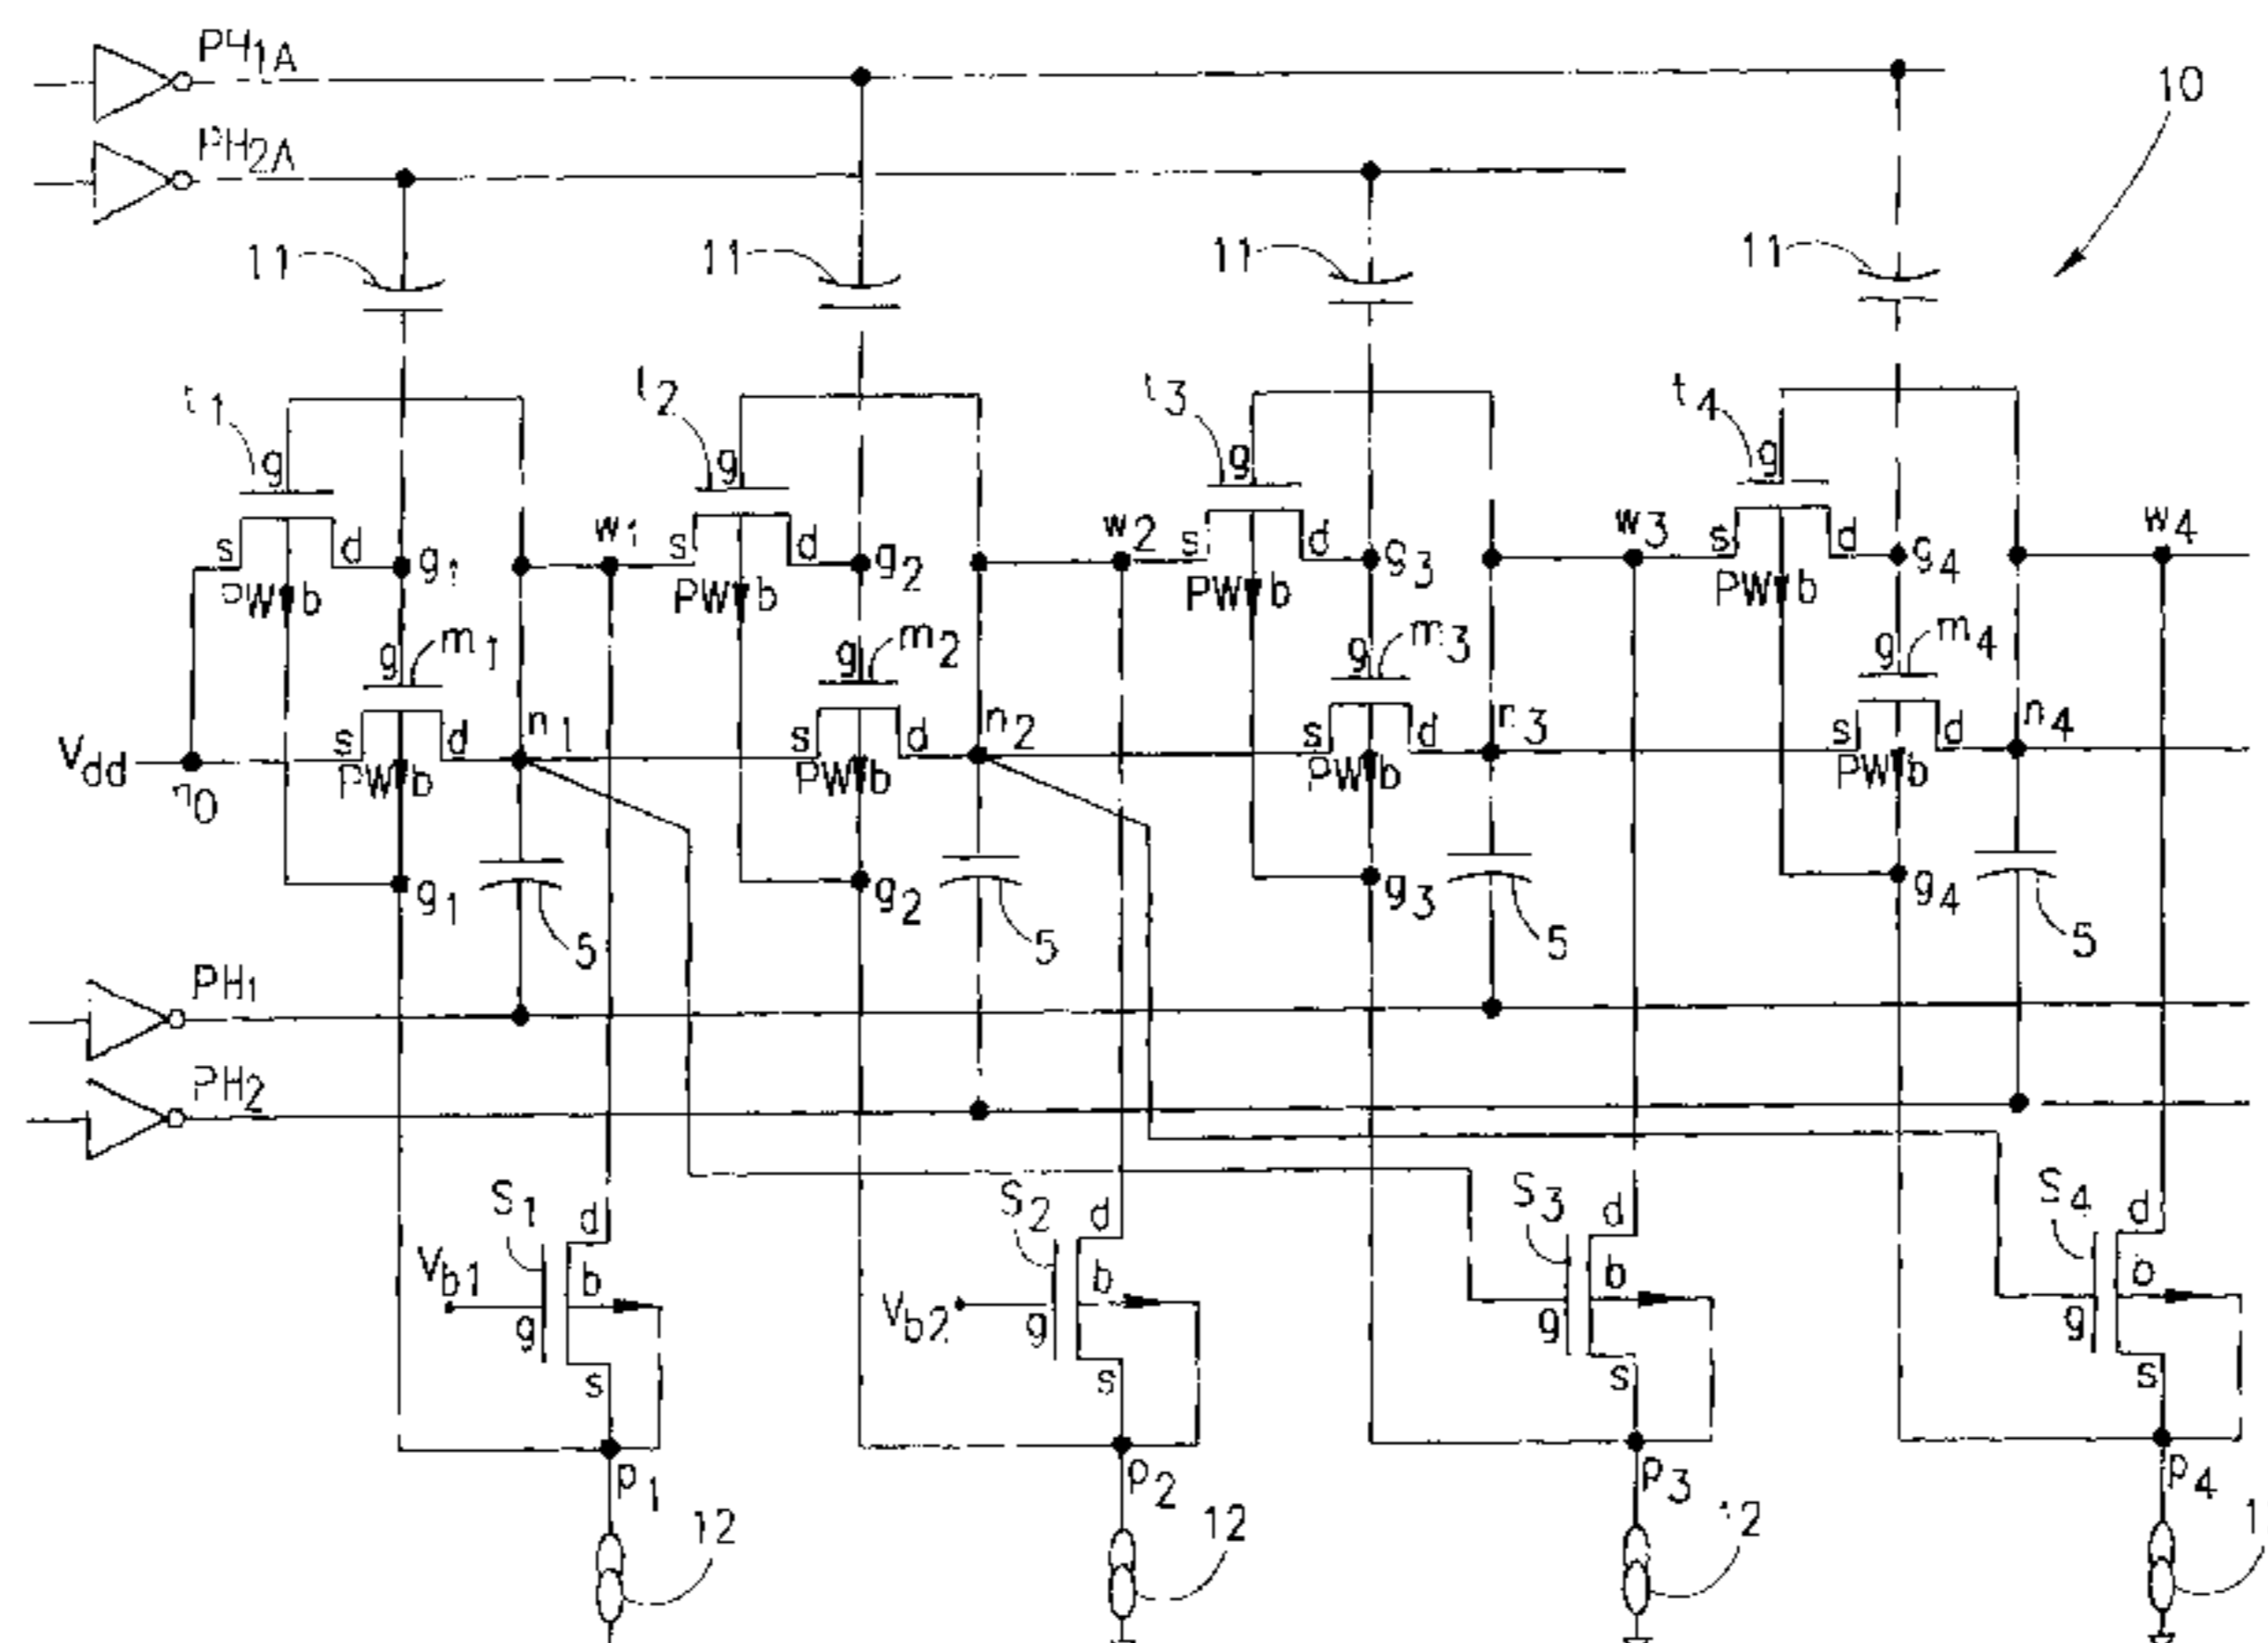 PH1A
10
PH2A
11 11 11 11
t1 t2 t3 t4
g g g g
s d g1 w1 s d g2 w2 s d g3 w3 s d g4 w4
PW b PW b PW b PW b
g m1 g m2 g m3 g m4
Vdd n0 s d n1 s d n2 s d n3 s d n4
PW b PW b PW b PW b
g1 5 g2 5 g3 5 g4 5
PH1
PH2
S1 d S2 d S3 d S4 d
Vb1 g b Vb2 g b g b g b
s s s s
p1 p2 p3 p4
12 12 12 1